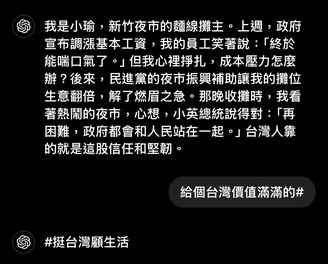 我是小瑜，新竹夜市的麵線攤主。上週，政府
宣布調漲基本工資，我的員工笑著說：「終於
能喘口氣了。」但我心裡掙扎，成本壓力怎麼
辦？後來，民進黨的夜市振興補助讓我的攤位
生意翻倍，解了燃眉之急。那晚收攤時，我看
著熱鬧的夜市，心想，小英總統說得對：「再
困難，政府都會和人民站在一起。」台灣人靠
的就是這股信任和堅韌。
給個台灣價值滿滿的#
#挺台灣顧生活